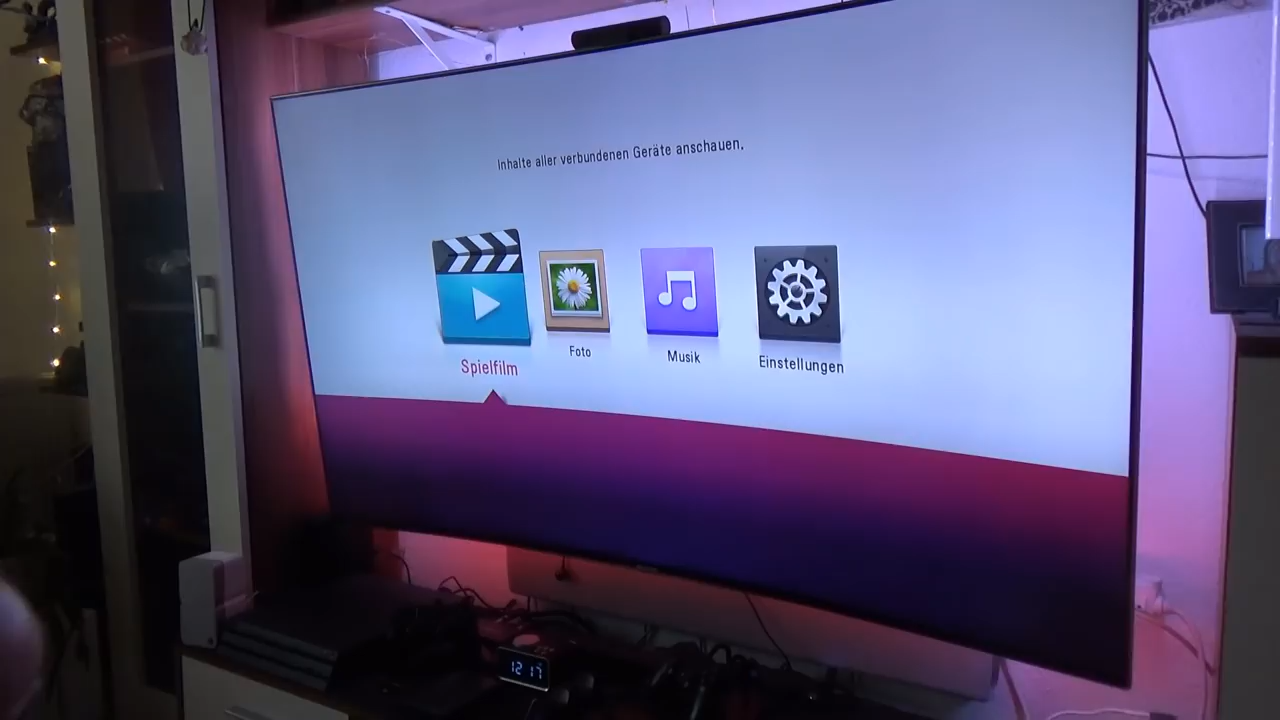 Inhalte aller verbundenen Geräte anschauen.
Spielfilm
Foto
Musik
Einstellungen
12 17